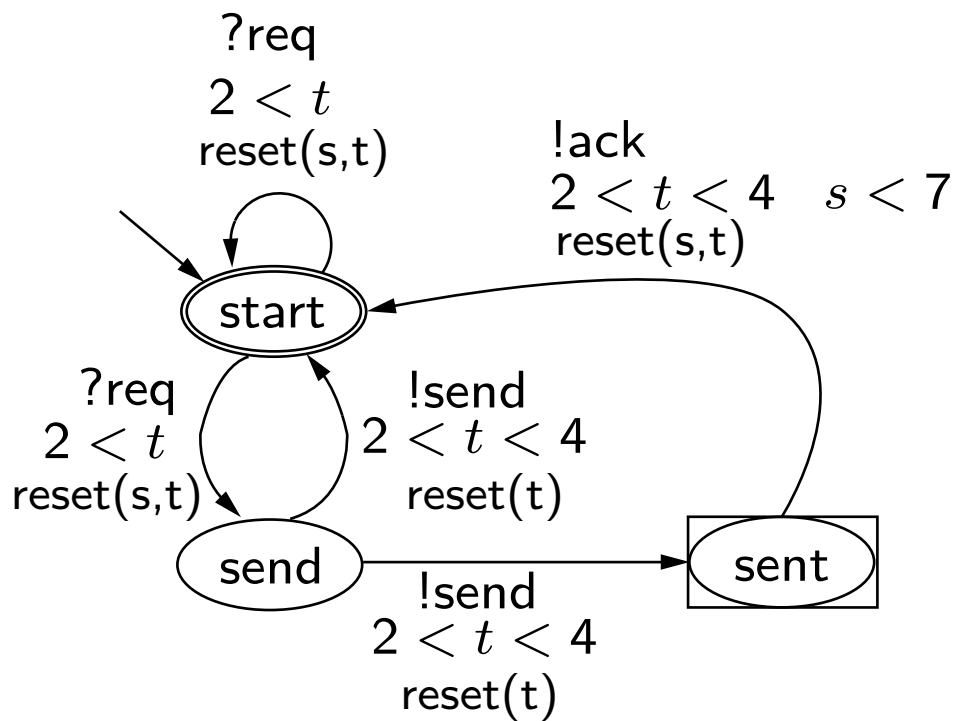 ?req
2 < t
reset(s,t)
!ack
2 < t < 4 s < 7
reset(s,t)
start
?req
2 < t
reset(s,t)
!send
2 < t < 4
reset(t)
send
sent
!send
2 < t < 4
reset(t)